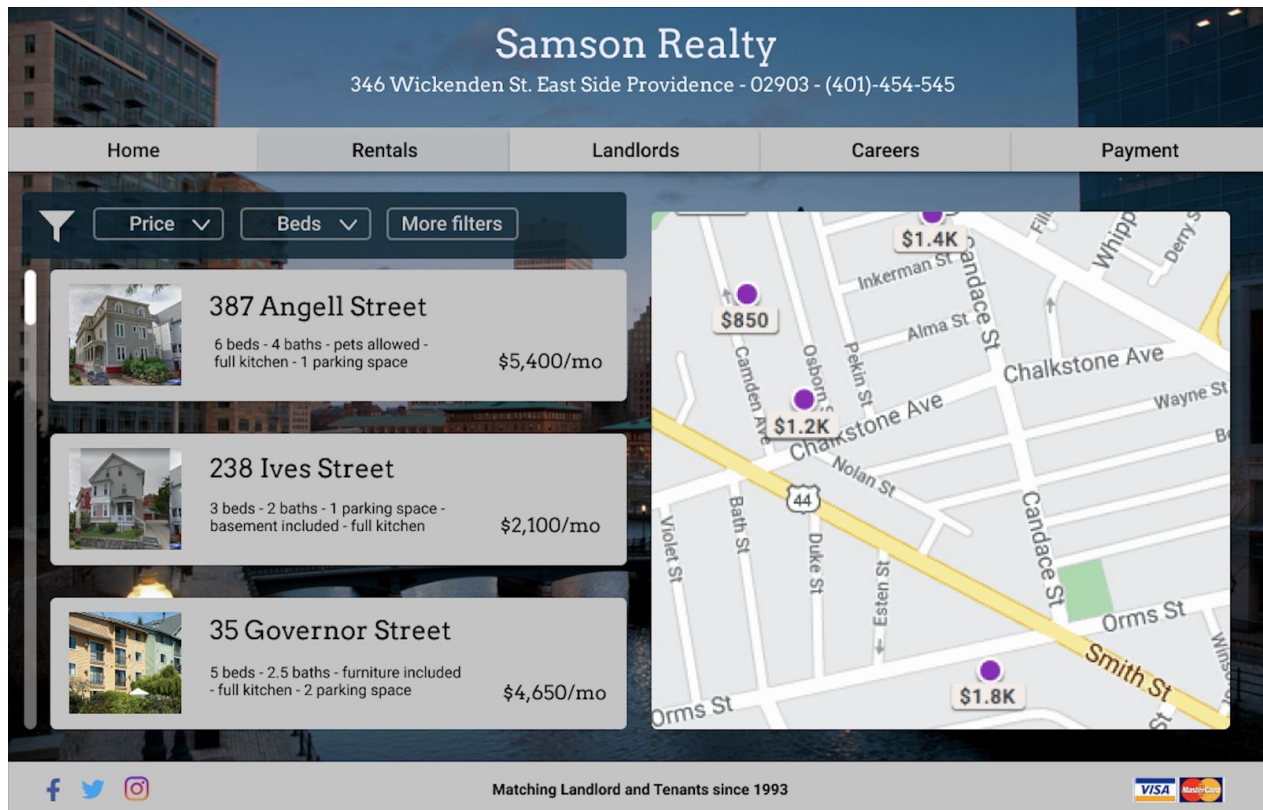 Samson Realty
346 Wickenden St. East Side Providence - 02903 - (401)-454-545
Home
Rentals
Landlords
Careers
Payment
Price
Beds
More filters
387 Angell Street
6 beds - 4 baths - pets allowed -
full kitchen - 1 parking space
$5,400/mo
238 Ives Street
3 beds - 2 baths - 1 parking space -
basement included - full kitchen
$2,100/mo
35 Governor Street
5 beds - 2.5 baths - furniture included
- full kitchen - 2 parking space
$4,650/mo
$1.4K
Whipp
Derry S
Inkerman St
Candace St
$850
Alma St
Camden Ave
Osborn
Pekin St
Chalkstone Ave
Wayne St
$1.2K
Chalkstone Ave
Nolan St
44
Violet St
Bath St
Duke St
Esten St
Candace St
Orms St
Smith St
$1.8K
Orms St
St
Matching Landlord and Tenants since 1993
VISA
MasterCard